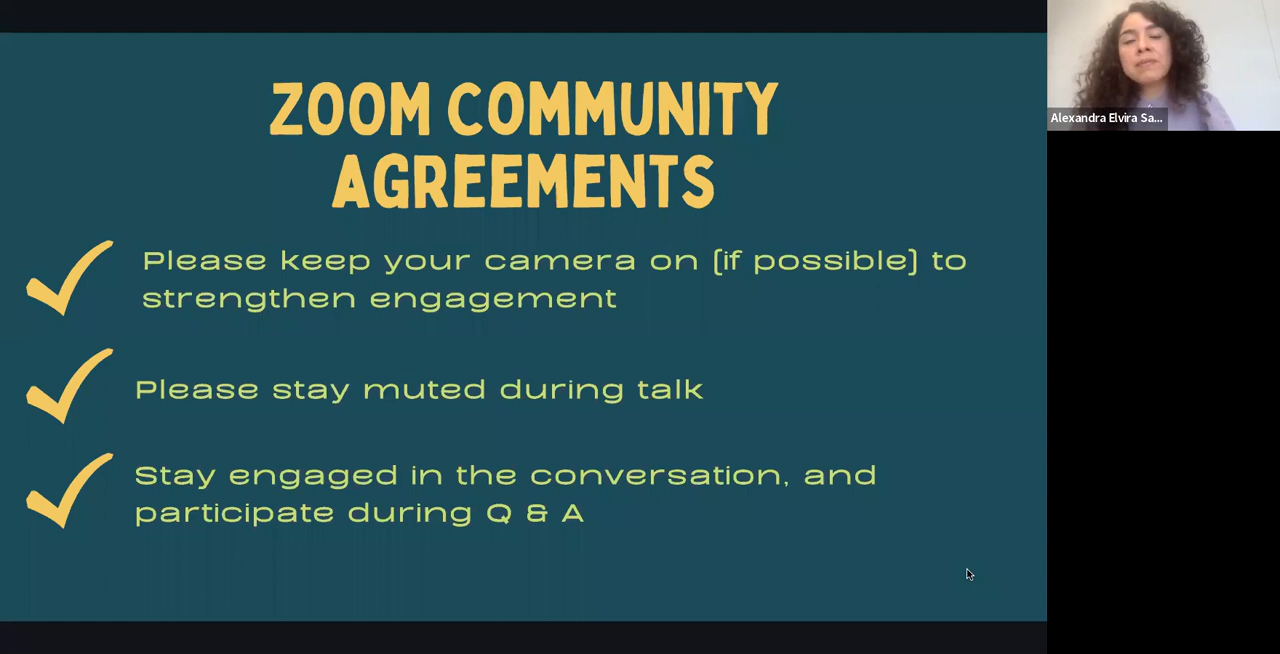 ZOOM COMMUNITY
AGREEMENTS
Please keep your camera on (if possible) to
strengthen engagement
Please stay muted during talk
Stay engaged in the conversation, and
participate during Q & A
Alexandra Elvira Sa...